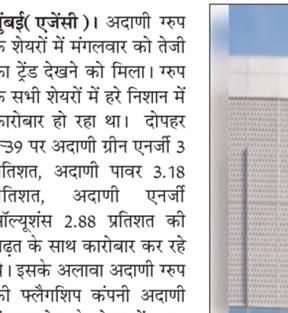 मुंबई( एजेंसी )। अदाणी ग्रुप
के शेयरों में मंगलवार को तेजी
का ट्रेंड देखने को मिला। ग्रुप
के सभी शेयरों में हरे निशान में
कारोबार हो रहा था। दोपहर
39 पर अदाणी ग्रीन एनर्जी 3
प्रतिशत, अदाणी पावर 3.18
प्रतिशत, अदाणी एनर्जी
सॉल्यूशंस 2.88 प्रतिशत की
बढ़त के साथ कारोबार कर रहे
थे। इसके अलावा अदाणी ग्रुप
की फ्लैगशिप कंपनी अदाणी